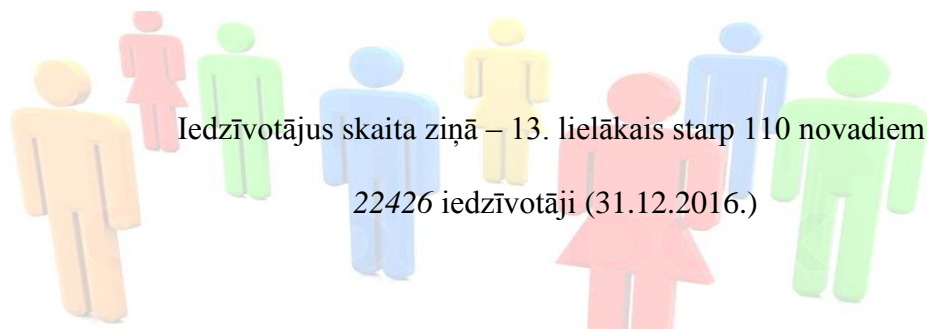 Iedzīvotājus skaita ziņā – 13. lielākais starp 110 novadiem
22426 iedzīvotāji (31.12.2016.)